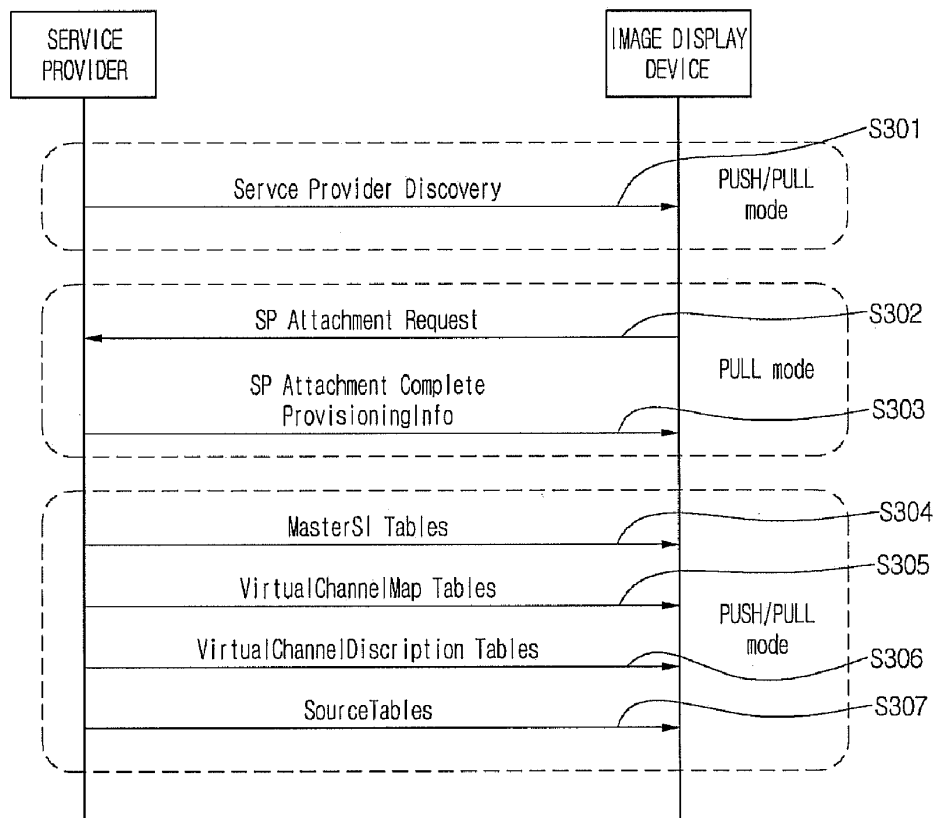 SERVICE
PROVIDER
IMAGE DISPLAY
DEVICE
S301
Servce Provider Discovery
PUSH/PULL
mode
SP Attachment Request
S302
PULL mode
SP Attachment Complete
ProvisioningInfo
S303
MasterSI Tables
S304
VirtualChannelMap Tables
S305
PUSH/PULL
mode
VirtualChannelDiscription Tables
S306
SourceTables
S307